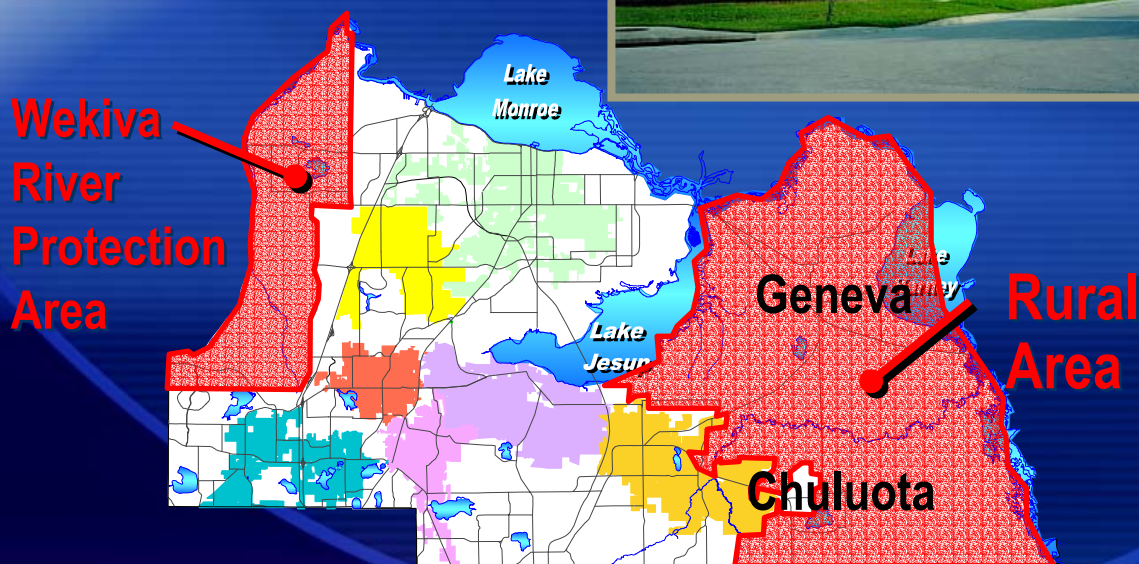 Lake
Monroe
Wekiva
River
Protection
Area
Geneva
Rural
Area
Lake
Jesup
Chuluota